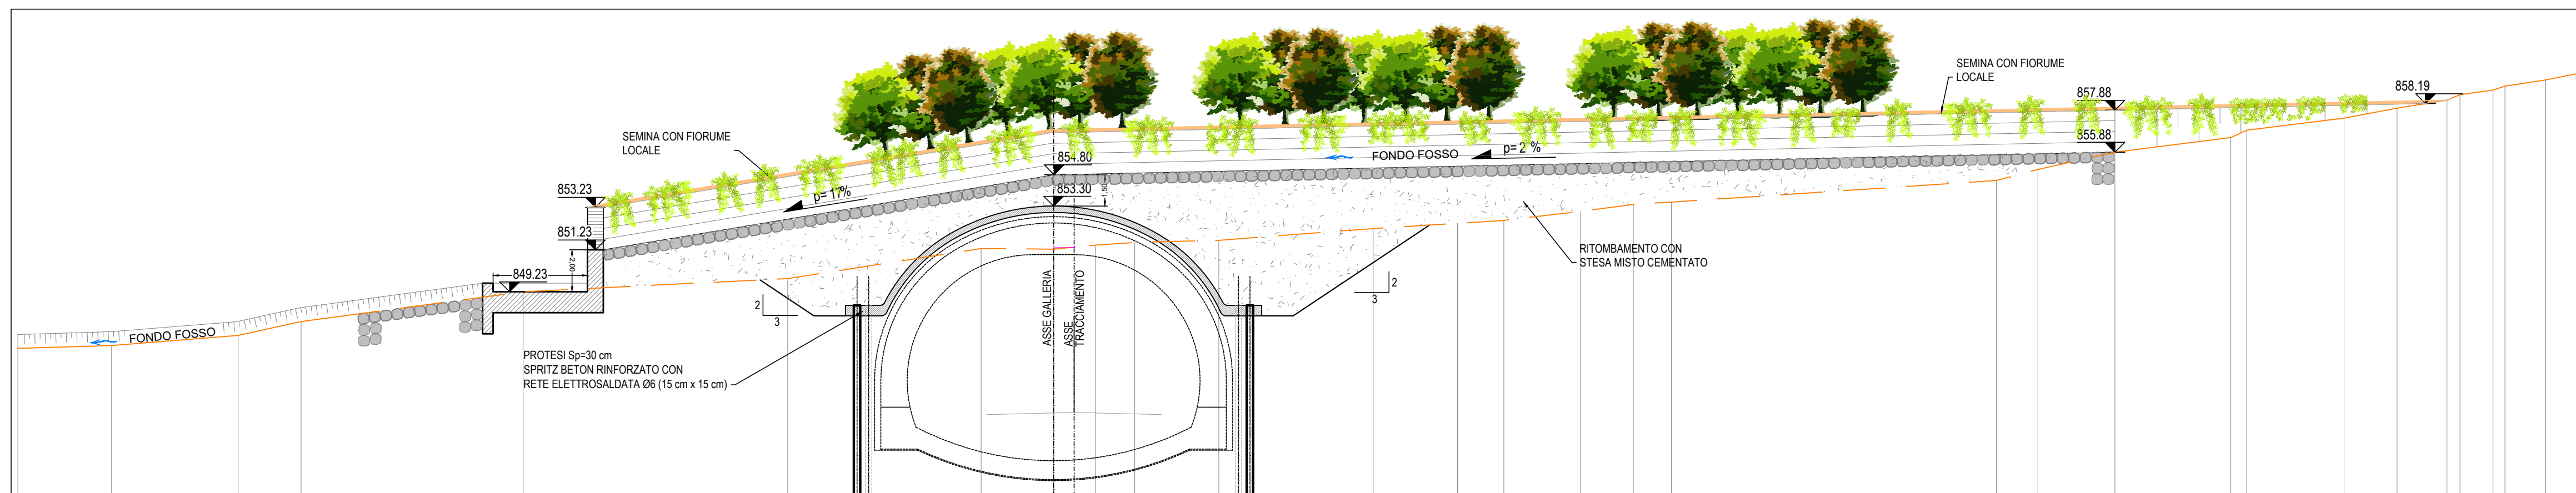 SEMINA CON FIORUME
LOCALE
857.88
858.19
SEMINA CON FIORUME
LOCALE
855.88
FONDO FOSSO
p= 2 %
854.80
853.30
1.50
p= 17%
853.23
851.23
2.00
849.23
RITOMBAMENTO CON
STESA MISTO CEMENTATO
2
3
2
3
FONDO FOSSO
ASSE GALLERIA
ASSE
TRACCIAMENTO
PROTESI Sp=30 cm
SPRITZ BETON RINFORZATO CON
RETE ELETTROSALDATA Ø6 (15 cm x 15 cm)